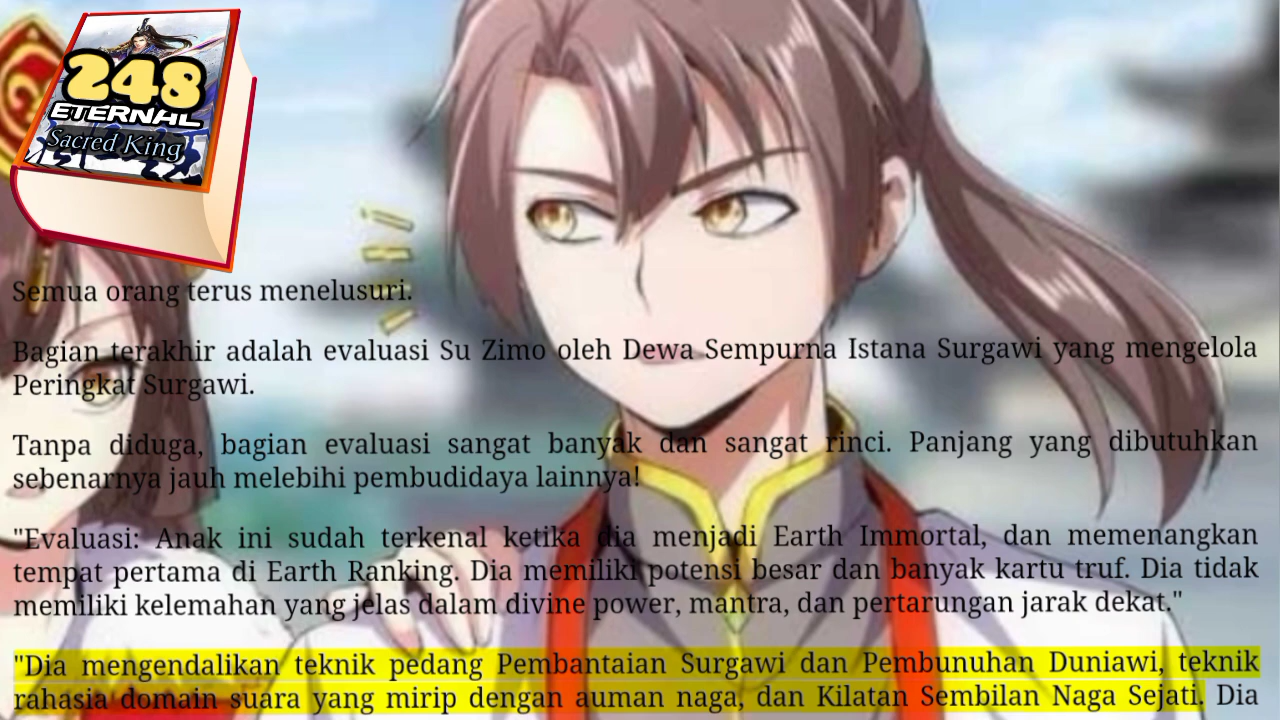 248
ETERNAL
Sacred King
Semua orang terus menelusuri.
Bagian terakhir adalah evaluasi Su Zimo oleh Dewa Sempurna Istana Surgawi yang mengelola
Peringkat Surgawi.
Tanpa diduga, bagian evaluasi sangat banyak dan sangat rinci. Panjang yang dibutuhkan
sebenarnya jauh melebihi pembudidaya lainnya!
"Evaluasi: Anak ini sudah terkenal ketika dia menjadi Earth Immortal, dan memenangkan
tempat pertama di Earth Ranking. Dia memiliki potensi besar dan banyak kartu truf. Dia tidak
memiliki kelemahan yang jelas dalam divine power, mantra, dan pertarungan jarak dekat."
"Dia mengendalikan teknik pedang Pembantaian Surgawi dan Pembunuhan Duniawi, teknik
rahasia domain suara yang mirip dengan auman naga, dan Kilatan Sembilan Naga Sejati. Dia